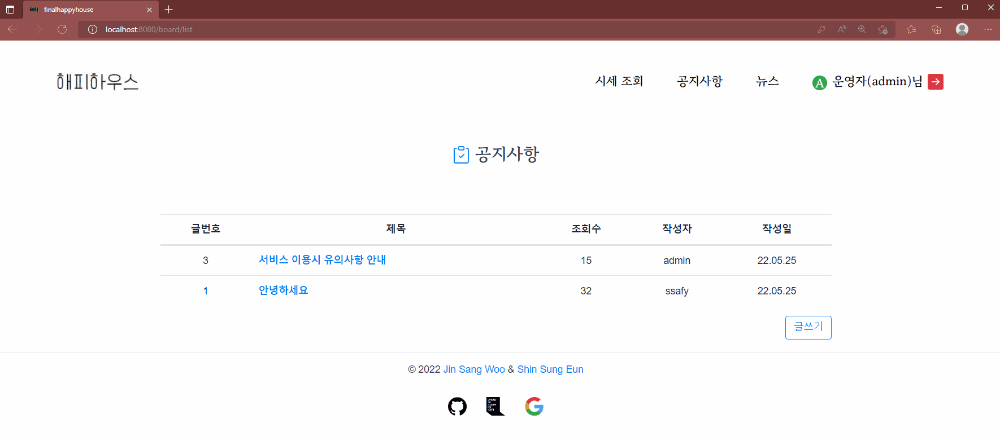 finalhappyhouse
localhost:8080/board/list
해피하우스
시세 조회 공지사항 뉴스 A 운영자(admin)님
공지사항
글번호 제목 조회수 작성자 작성일
3 서비스 이용시 유의사항 안내 15 admin 22.05.25
1 안녕하세요 32 ssafy 22.05.25
글쓰기
© 2022 Jin Sang Woo & Shin Sung Eun